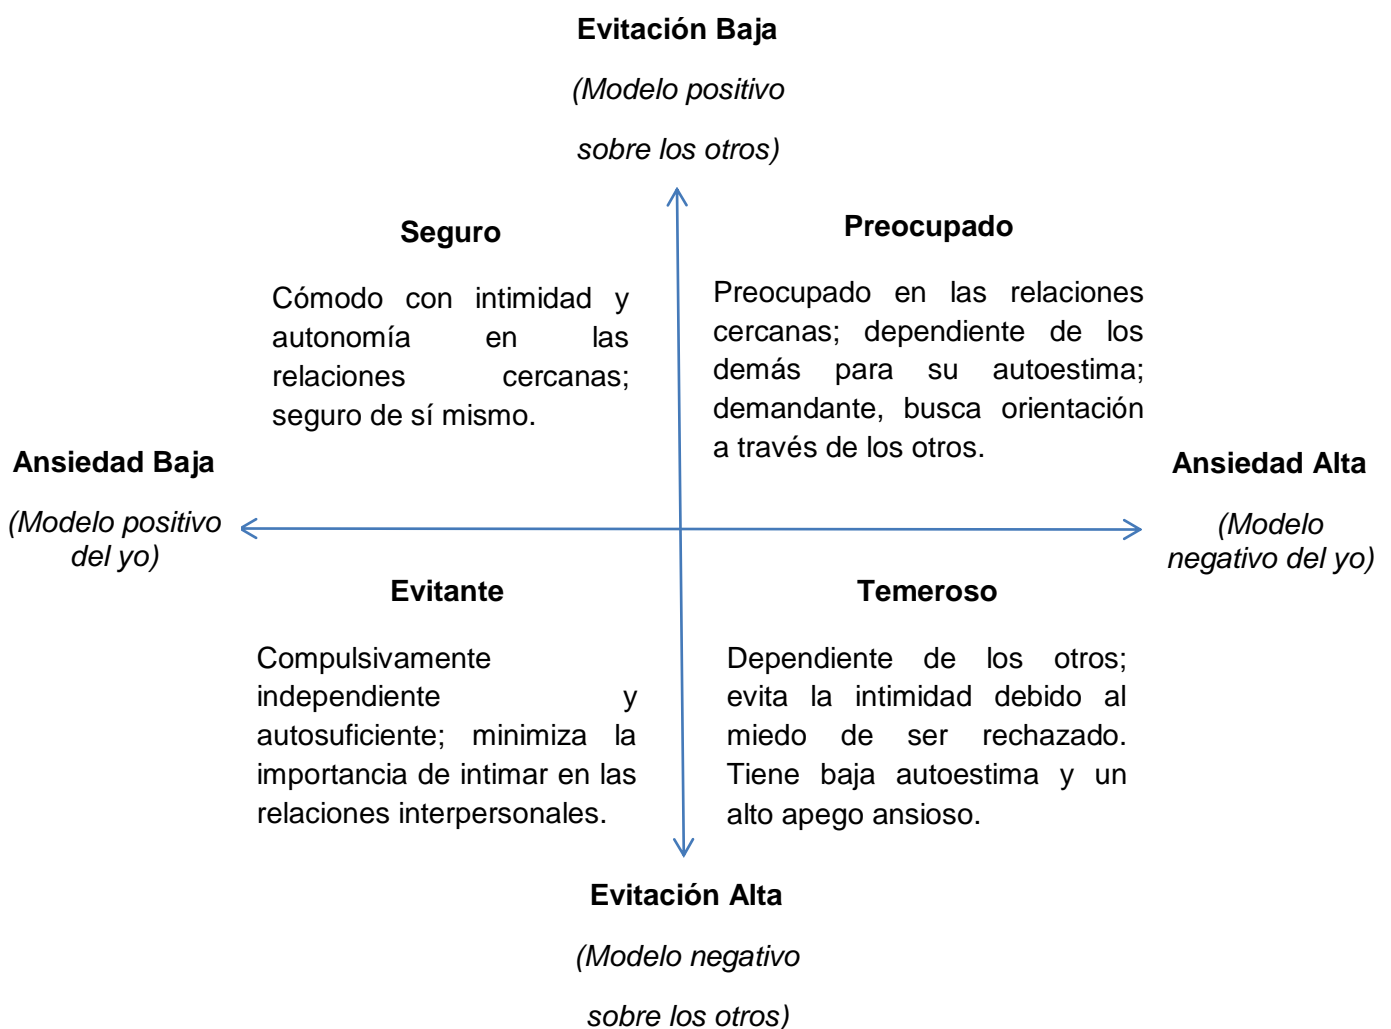 Evitación Baja
(Modelo positivo
sobre los otros)
Seguro
Cómodo con intimidad y
autonomía en las
relaciones cercanas;
seguro de sí mismo.
Preocupado
Preocupado en las relaciones
cercanas; dependiente de los
demás para su autoestima;
demandante, busca orientación
a través de los otros.
Ansiedad Baja
(Modelo positivo
del yo)
Ansiedad Alta
(Modelo
negativo del yo)
Evitante
Compulsivamente
independiente y
autosuficiente; minimiza la
importancia de intimar en las
relaciones interpersonales.
Temeroso
Dependiente de los otros;
evita la intimidad debido al
miedo de ser rechazado.
Tiene baja autoestima y un
alto apego ansioso.
Evitación Alta
(Modelo negativo
sobre los otros)